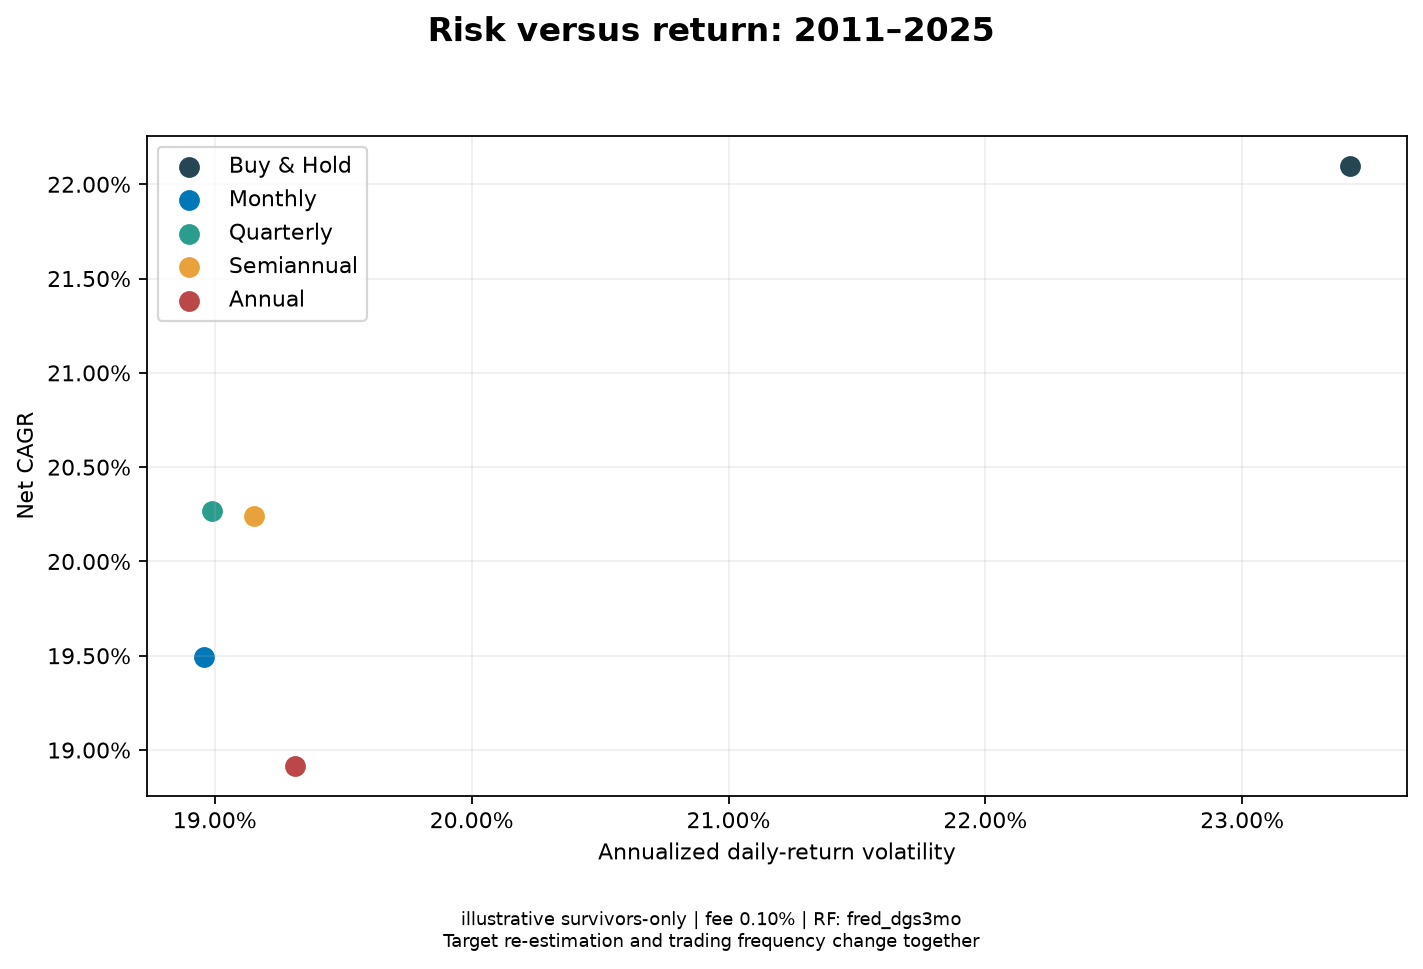 Risk versus return: 2011–2025
Buy & Hold
Monthly
Quarterly
Semiannual
Annual
Net CAGR
22.00%
21.50%
21.00%
20.50%
20.00%
19.50%
19.00%
19.00% 20.00% 21.00% 22.00% 23.00%
Annualized daily-return volatility
illustrative survivors-only | fee 0.10% | RF: fred_dgs3mo
Target re-estimation and trading frequency change together